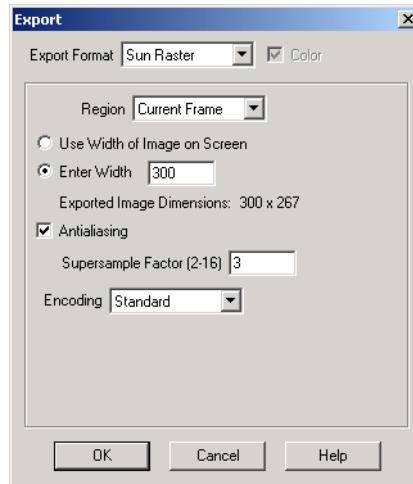 Export
Export Format Sun Raster Color
Region Current Frame
Use Width of Image on Screen
Enter Width 300
Exported Image Dimensions: 300 x 267
Antialiasing
Supersample Factor (2-16) 3
Encoding Standard
OK Cancel Help